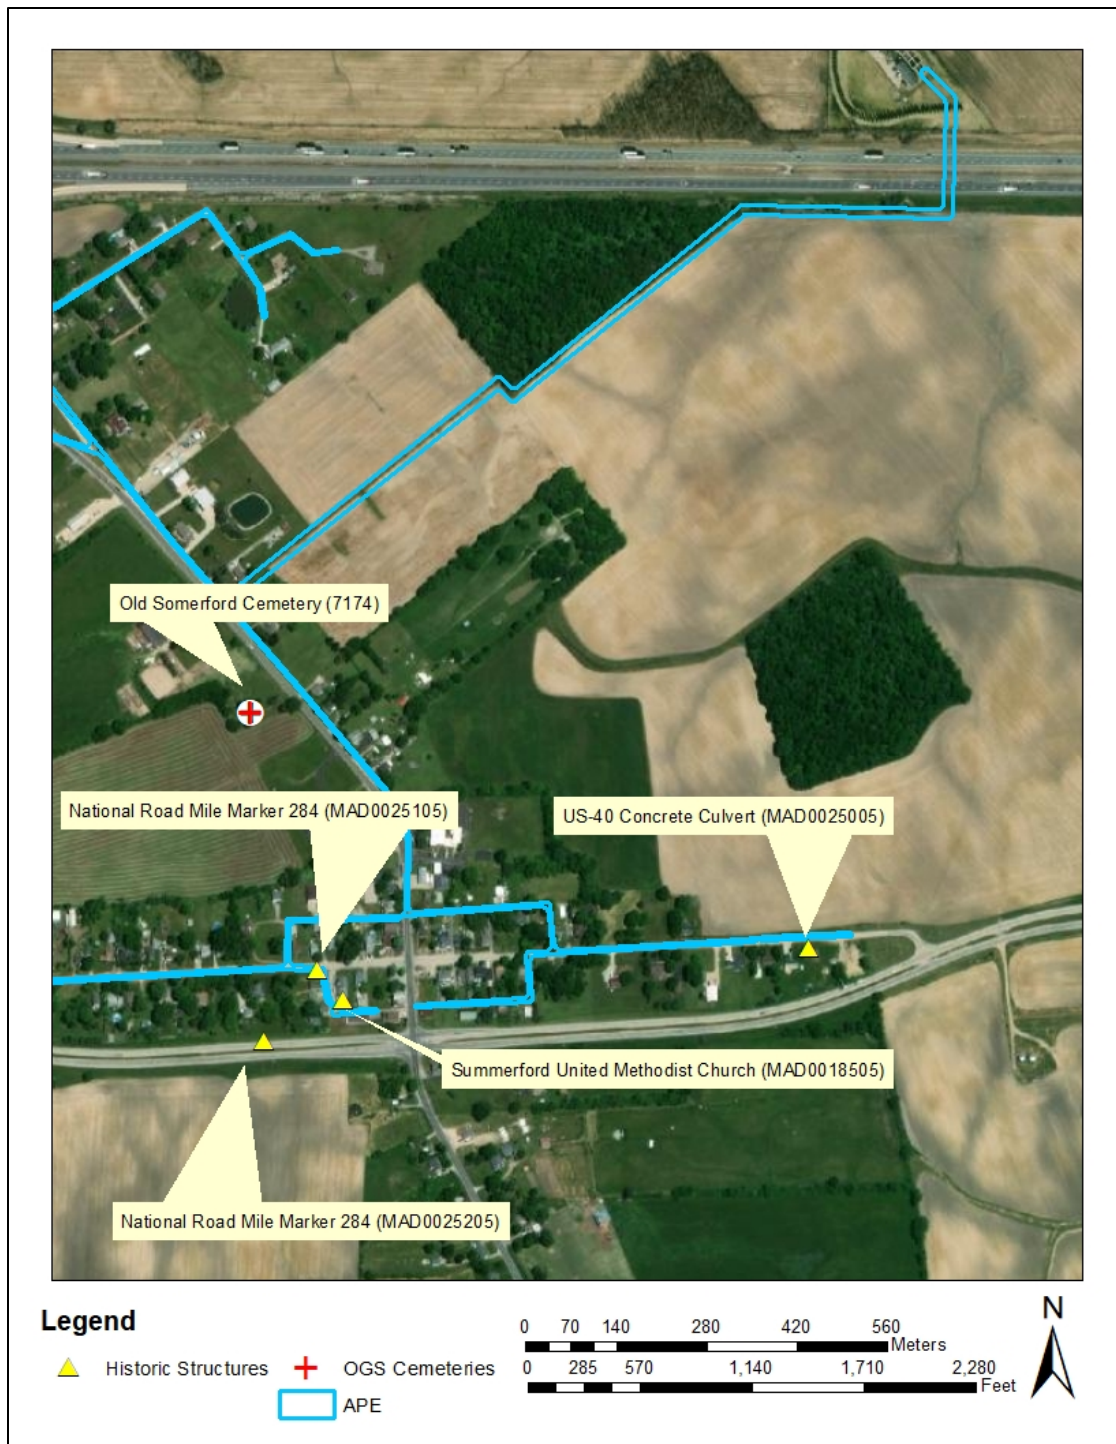 Old Somerford Cemetery (7174)
National Road Mile Marker 284 (MAD0025105)
US-40 Concrete Culvert (MAD0025005)
Summerford United Methodist Church (MAD0018505)
National Road Mile Marker 284 (MAD0025205)
Legend
Historic Structures
OGS Cemeteries
APE
0 70 140 280 420 560
Meters
0 285 570 1,140 1,710 2,280
Feet
N